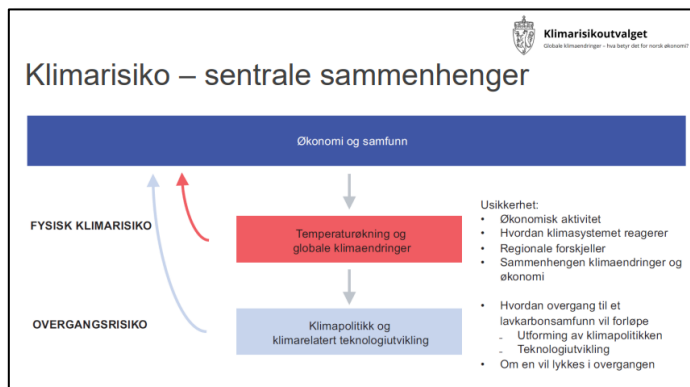 Klimarisikoutvalget
Globale klimaendringer – hva betyr det for norsk økonomi?
Klimarisiko – sentrale sammenhenger
Økonomi og samfunn
FYSISK KLIMARISIKO
Temperaturøkning og
globale klimaendringer
Usikkerhet:
• Økonomisk aktivitet
• Hvordan klimasystemet reagerer
• Regionale forskjeller
• Sammenhengen klimaendringer og
økonomi
OVERGANGSRISIKO
Klimapolitikk og
klimarelatert teknologiutvikling
• Hvordan overgang til et
lavkarbonsamfunn vil forløpe
- Utforming av klimapolitikken
- Teknologiutvikling
• Om en vil lykkes i overgangen